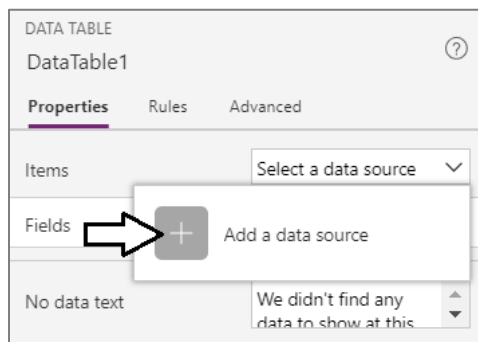 DATA TABLE
DataTable1
?
Properties Rules Advanced
Items Select a data source
Fields
Add a data source
No data text We didn't find any
data to show at this